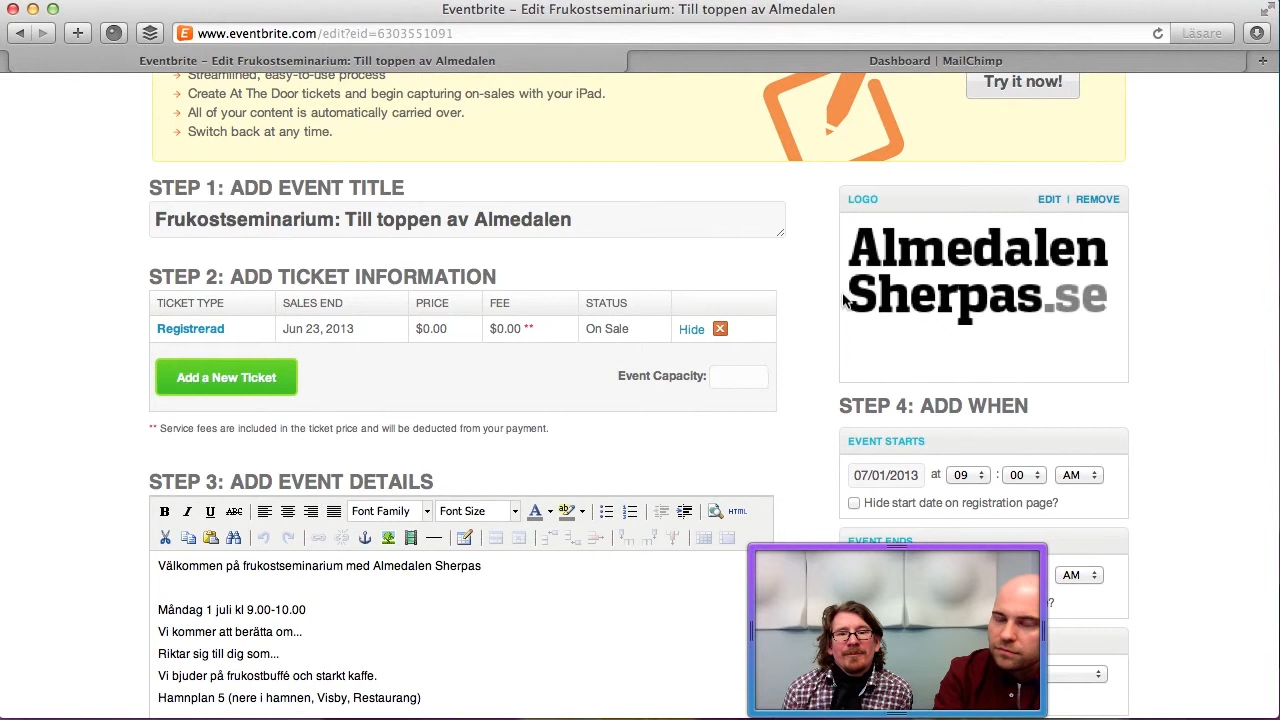 Eventbrite - Edit Frukostseminarium: Till toppen av Almedalen
www.eventbrite.com/edit?eid=6303551091
Läsare
Eventbrite - Edit Frukostseminarium: Till toppen av Almedalen
Dashboard | MailChimp
Streamlined, easy-to-use process
Create At The Door tickets and begin capturing on-sales with your iPad.
All of your content is automatically carried over.
Switch back at any time.
Try it now!
STEP 1: ADD EVENT TITLE
Frukostseminarium: Till toppen av Almedalen
LOGO
EDIT | REMOVE
Almedalen
Sherpas.se
STEP 2: ADD TICKET INFORMATION
TICKET TYPE SALES END PRICE FEE STATUS
Registrerad Jun 23, 2013 $0.00 $0.00 ** On Sale Hide
Add a New Ticket
Event Capacity:
** Service fees are included in the ticket price and will be deducted from your payment.
STEP 4: ADD WHEN
EVENT STARTS
07/01/2013 at 09 : 00 AM
Hide start date on registration page?
EVENT ENDS
AM
?
STEP 3: ADD EVENT DETAILS
B I U ABC Font Family Font Size A ab HTML
Välkommen på frukostseminarium med Almedalen Sherpas
Måndag 1 juli kl 9.00-10.00
Vi kommer att berätta om...
Riktar sig till dig som...
Vi bjuder på frukostbuffé och starkt kaffe.
Hamnplan 5 (nere i hamnen, Visby, Restaurang)